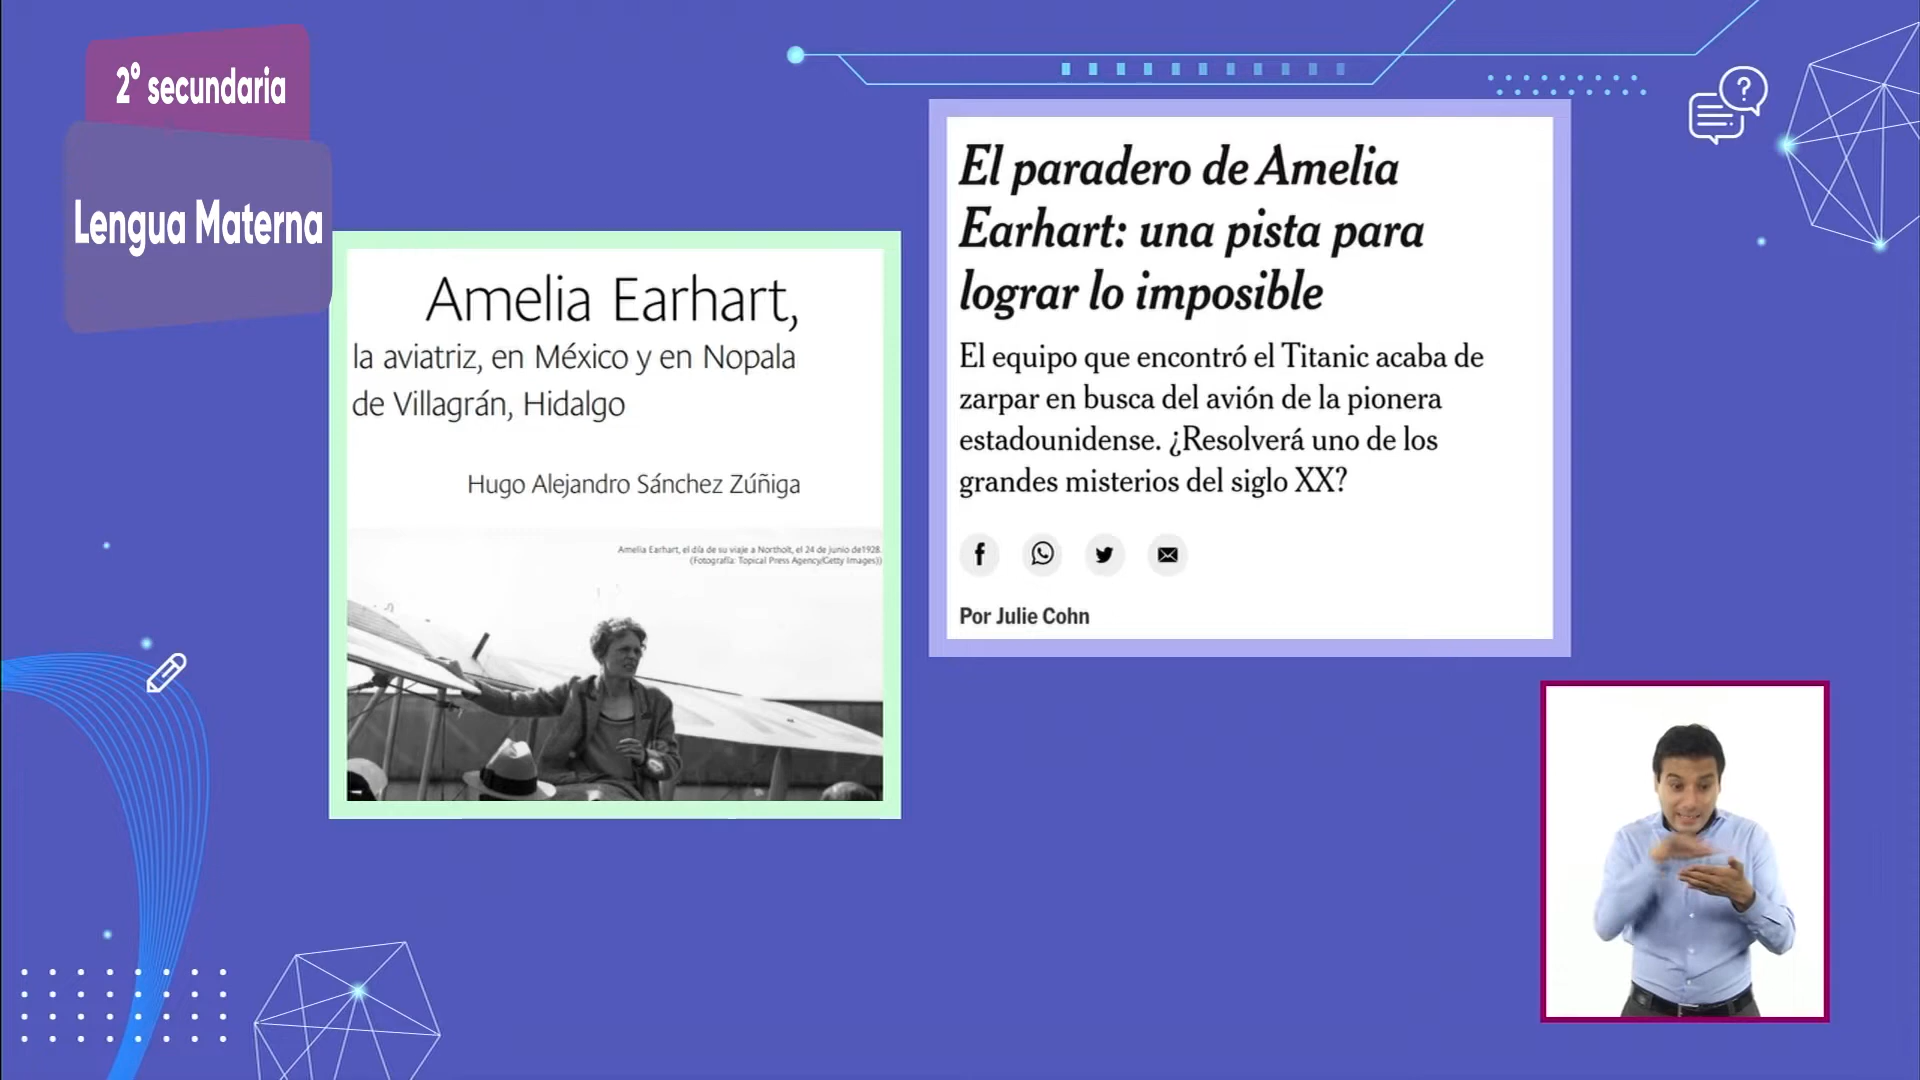 2° secundaria
Lengua Materna
Amelia Earhart,
la aviatriz, en México y en Nopala
de Villagrán, Hidalgo
Hugo Alejandro Sánchez Zúñiga
Amelia Earhart, el día de su viaje a Northolt, el 24 de junio de1928.
(Fotografía: Topical Press Agency/Getty Images))
El paradero de Amelia
Earhart: una pista para
lograr lo imposible
El equipo que encontró el Titanic acaba de
zarpar en busca del avión de la pionera
estadounidense. ¿Resolverá uno de los
grandes misterios del siglo XX?
Por Julie Cohn